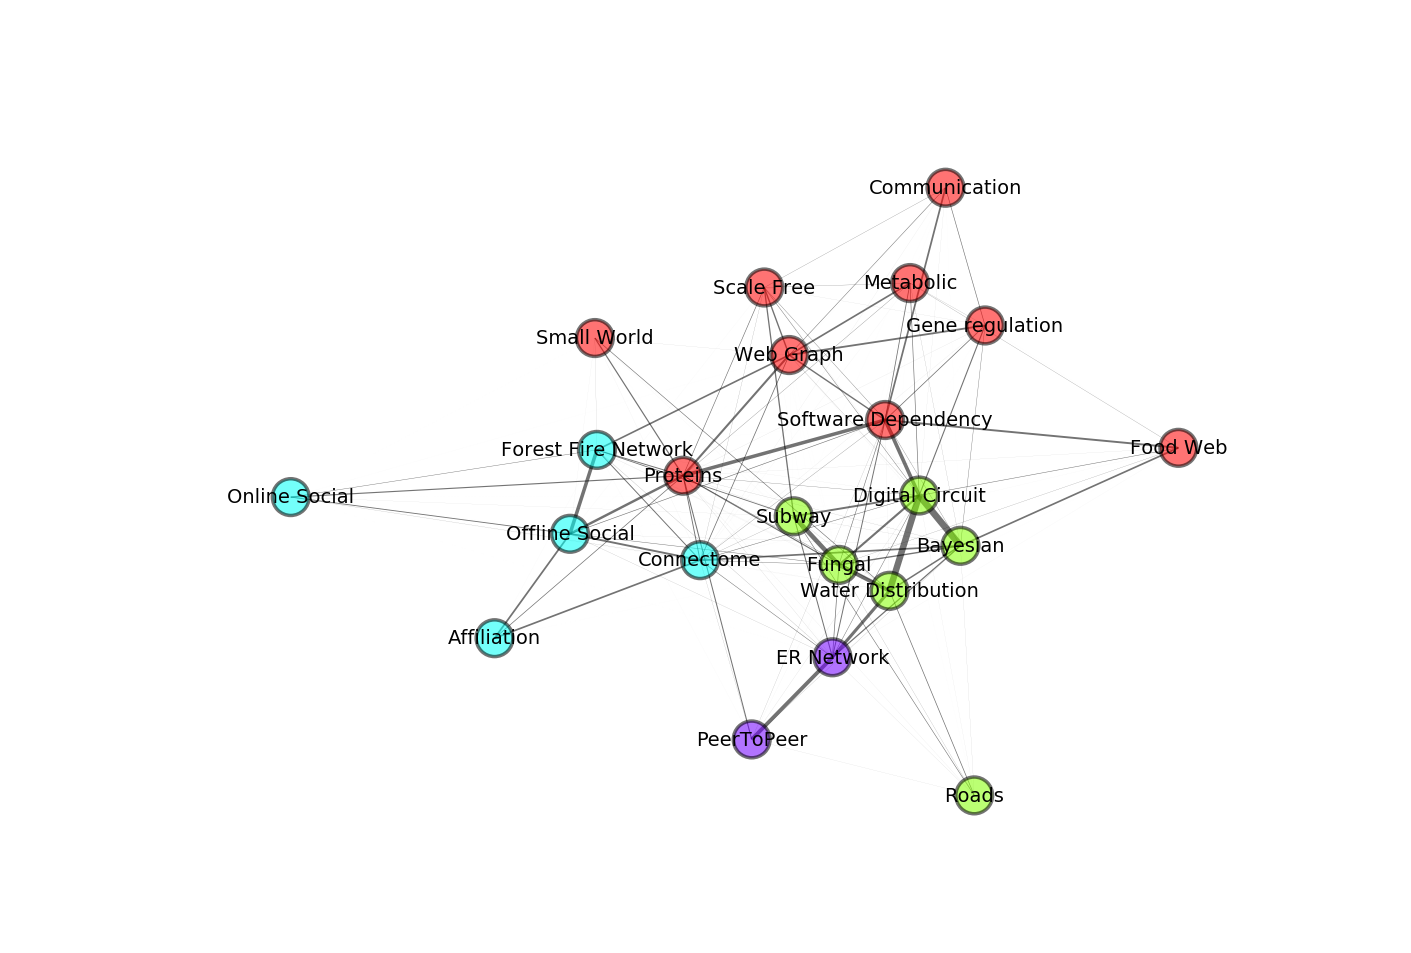 Communication
Metabolic
Scale Free
Gene regulation
Small World
Web Graph
Software Dependency
Food Web
Forest Fire Network
Proteins
Online Social
Digital Circuit
Subway
Offline Social
Bayesian
Connectome
Fungal
Water Distribution
Affiliation
ER Network
PeerToPeer
Roads